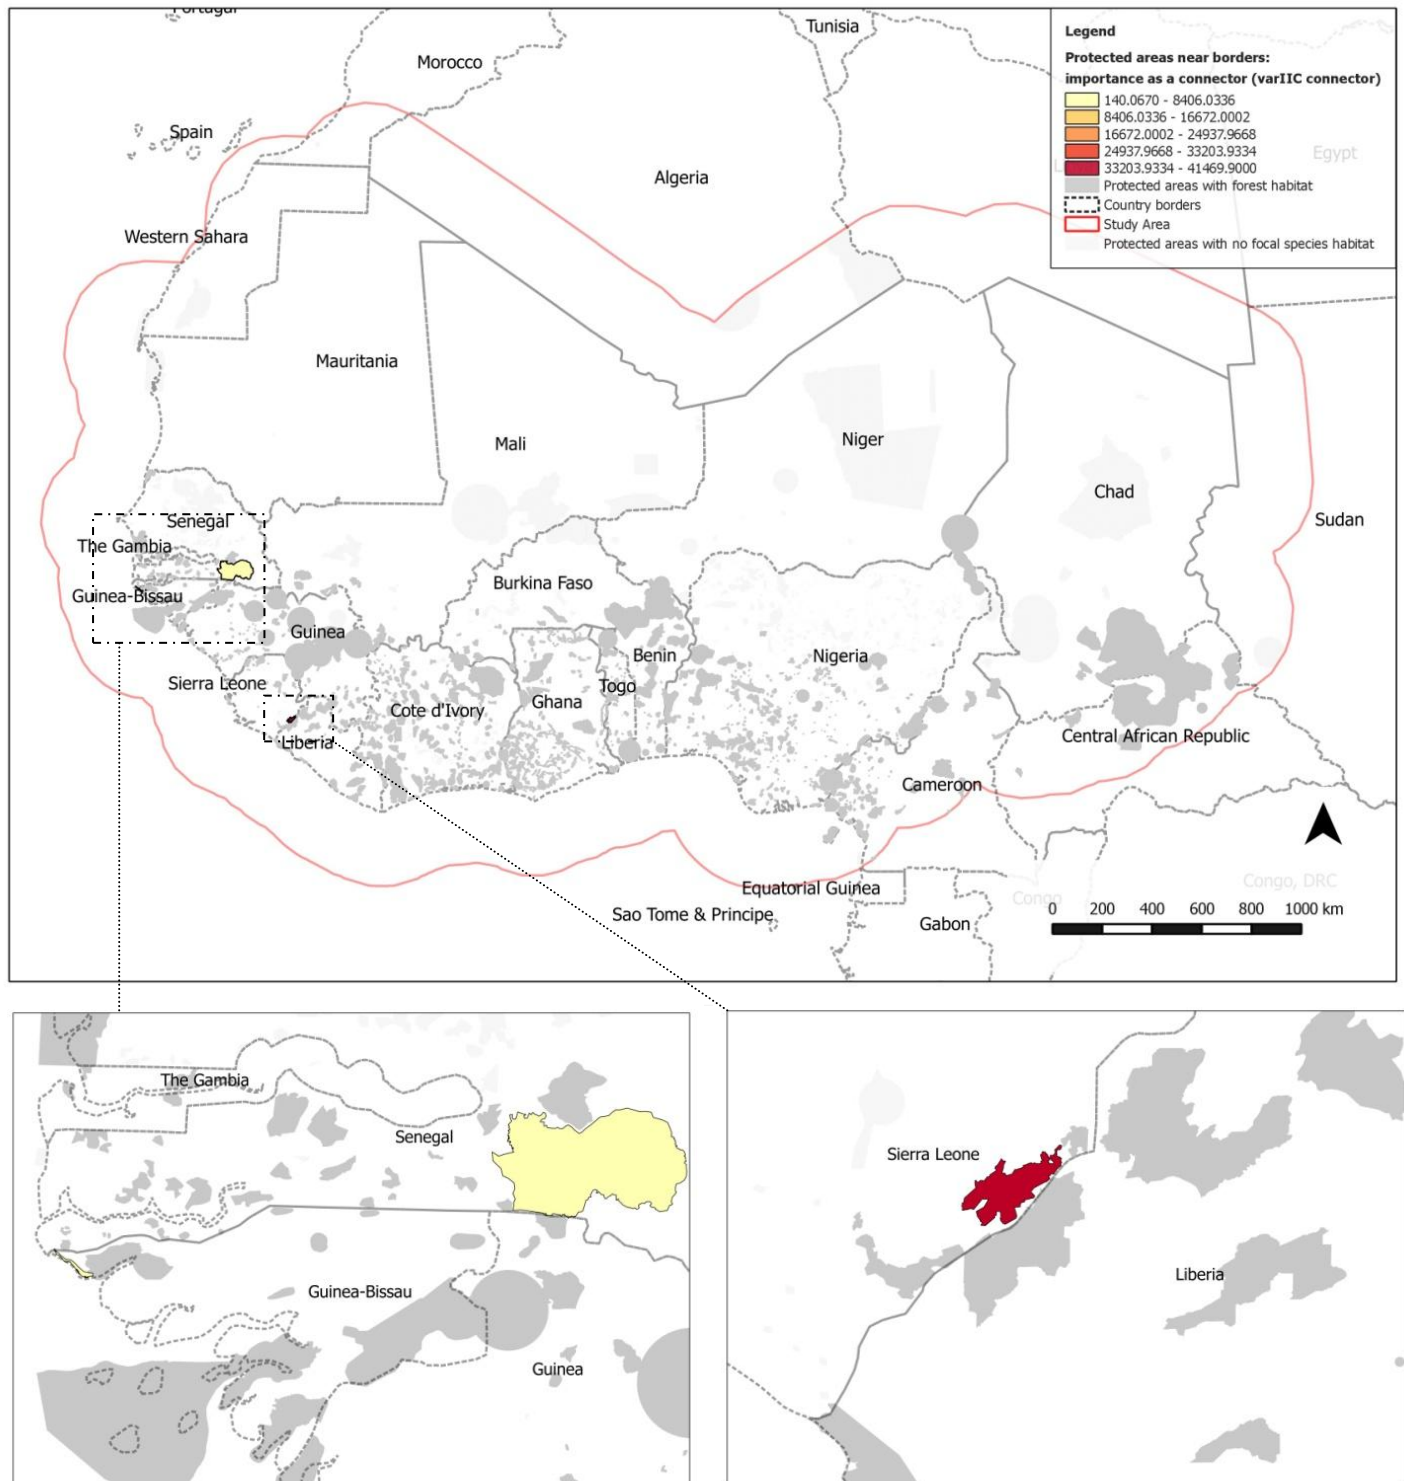 Portugal
Tunisia
Morocco
Spain
Algeria
Western Sahara
Legend
Protected areas near borders:
importance as a connector (varIIC connector)
140.0670 - 8406.0336
8406.0336 - 16672.0002
16672.0002 - 24937.9668
24937.9668 - 33203.9334
33203.9334 - 41469.9000
Protected areas with forest habitat
Country borders
Study Area
Protected areas with no focal species habitat
Egypt
Mauritania
Mali
Niger
Chad
Sudan
Senegal
The Gambia
Guinea-Bissau
Burkina Faso
Guinea
Sierra Leone
Liberia
Cote d'Ivory
Ghana
Togo
Benin
Nigeria
Cameroon
Central African Republic
Equatorial Guinea
Sao Tome & Principe
Gabon
Congo
Congo, DRC
0 200 400 600 800 1000 km
The Gambia
Senegal
Guinea-Bissau
Guinea
Sierra Leone
Liberia